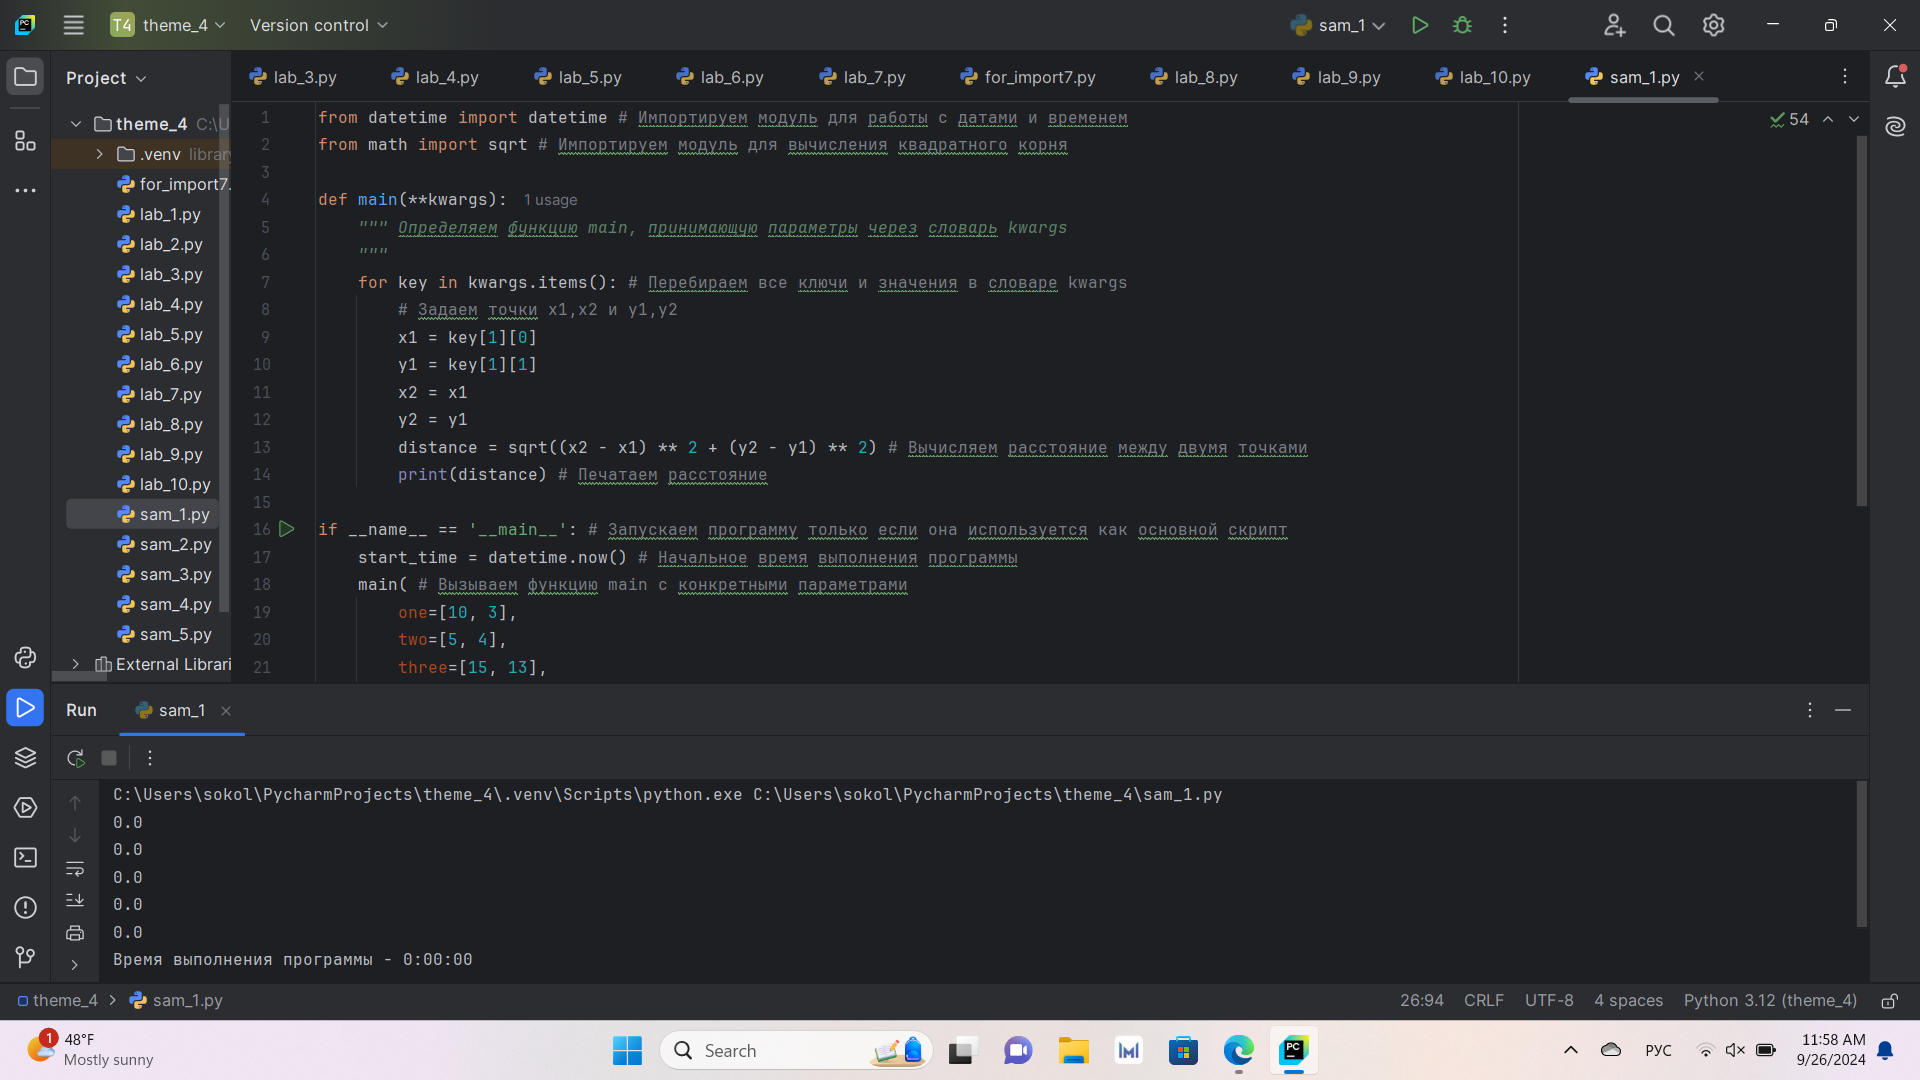 T4 theme_4 Version control sam_1
Project lab_3.py lab_4.py lab_5.py lab_6.py lab_7.py for_import7.py lab_8.py lab_9.py lab_10.py sam_1.py
theme_4 C:\U
.venv library
for_import7.
lab_1.py
lab_2.py
lab_3.py
lab_4.py
lab_5.py
lab_6.py
lab_7.py
lab_8.py
lab_9.py
lab_10.py
sam_1.py
sam_2.py
sam_3.py
sam_4.py
sam_5.py
External Librari
54
1 from datetime import datetime # Импортируем модуль для работы с датами и временем
2 from math import sqrt # Импортируем модуль для вычисления квадратного корня
3
4 def main(**kwargs): 1 usage
5 """ Определяем функцию main, принимающую параметры через словарь kwargs
6 """
7 for key in kwargs.items(): # Перебираем все ключи и значения в словаре kwargs
8 # Задаем точки x1,x2 и y1,y2
9 x1 = key[1][0]
10 y1 = key[1][1]
11 x2 = x1
12 y2 = y1
13 distance = sqrt((x2 - x1) ** 2 + (y2 - y1) ** 2) # Вычисляем расстояние между двумя точками
14 print(distance) # Печатаем расстояние
15
16 if __name__ == '__main__': # Запускаем программу только если она используется как основной скрипт
17 start_time = datetime.now() # Начальное время выполнения программы
18 main( # Вызываем функцию main с конкретными параметрами
19 one=[10, 3],
20 two=[5, 4],
21 three=[15, 13],
Run sam_1
C:\Users\sokol\PycharmProjects\theme_4\.venv\Scripts\python.exe C:\Users\sokol\PycharmProjects\theme_4\sam_1.py
0.0
0.0
0.0
0.0
0.0
Время выполнения программы - 0:00:00
theme_4 sam_1.py 26:94 CRLF UTF-8 4 spaces Python 3.12 (theme_4)
1 48°F
Mostly sunny
Search
PC
РУС
11:58 AM
9/26/2024